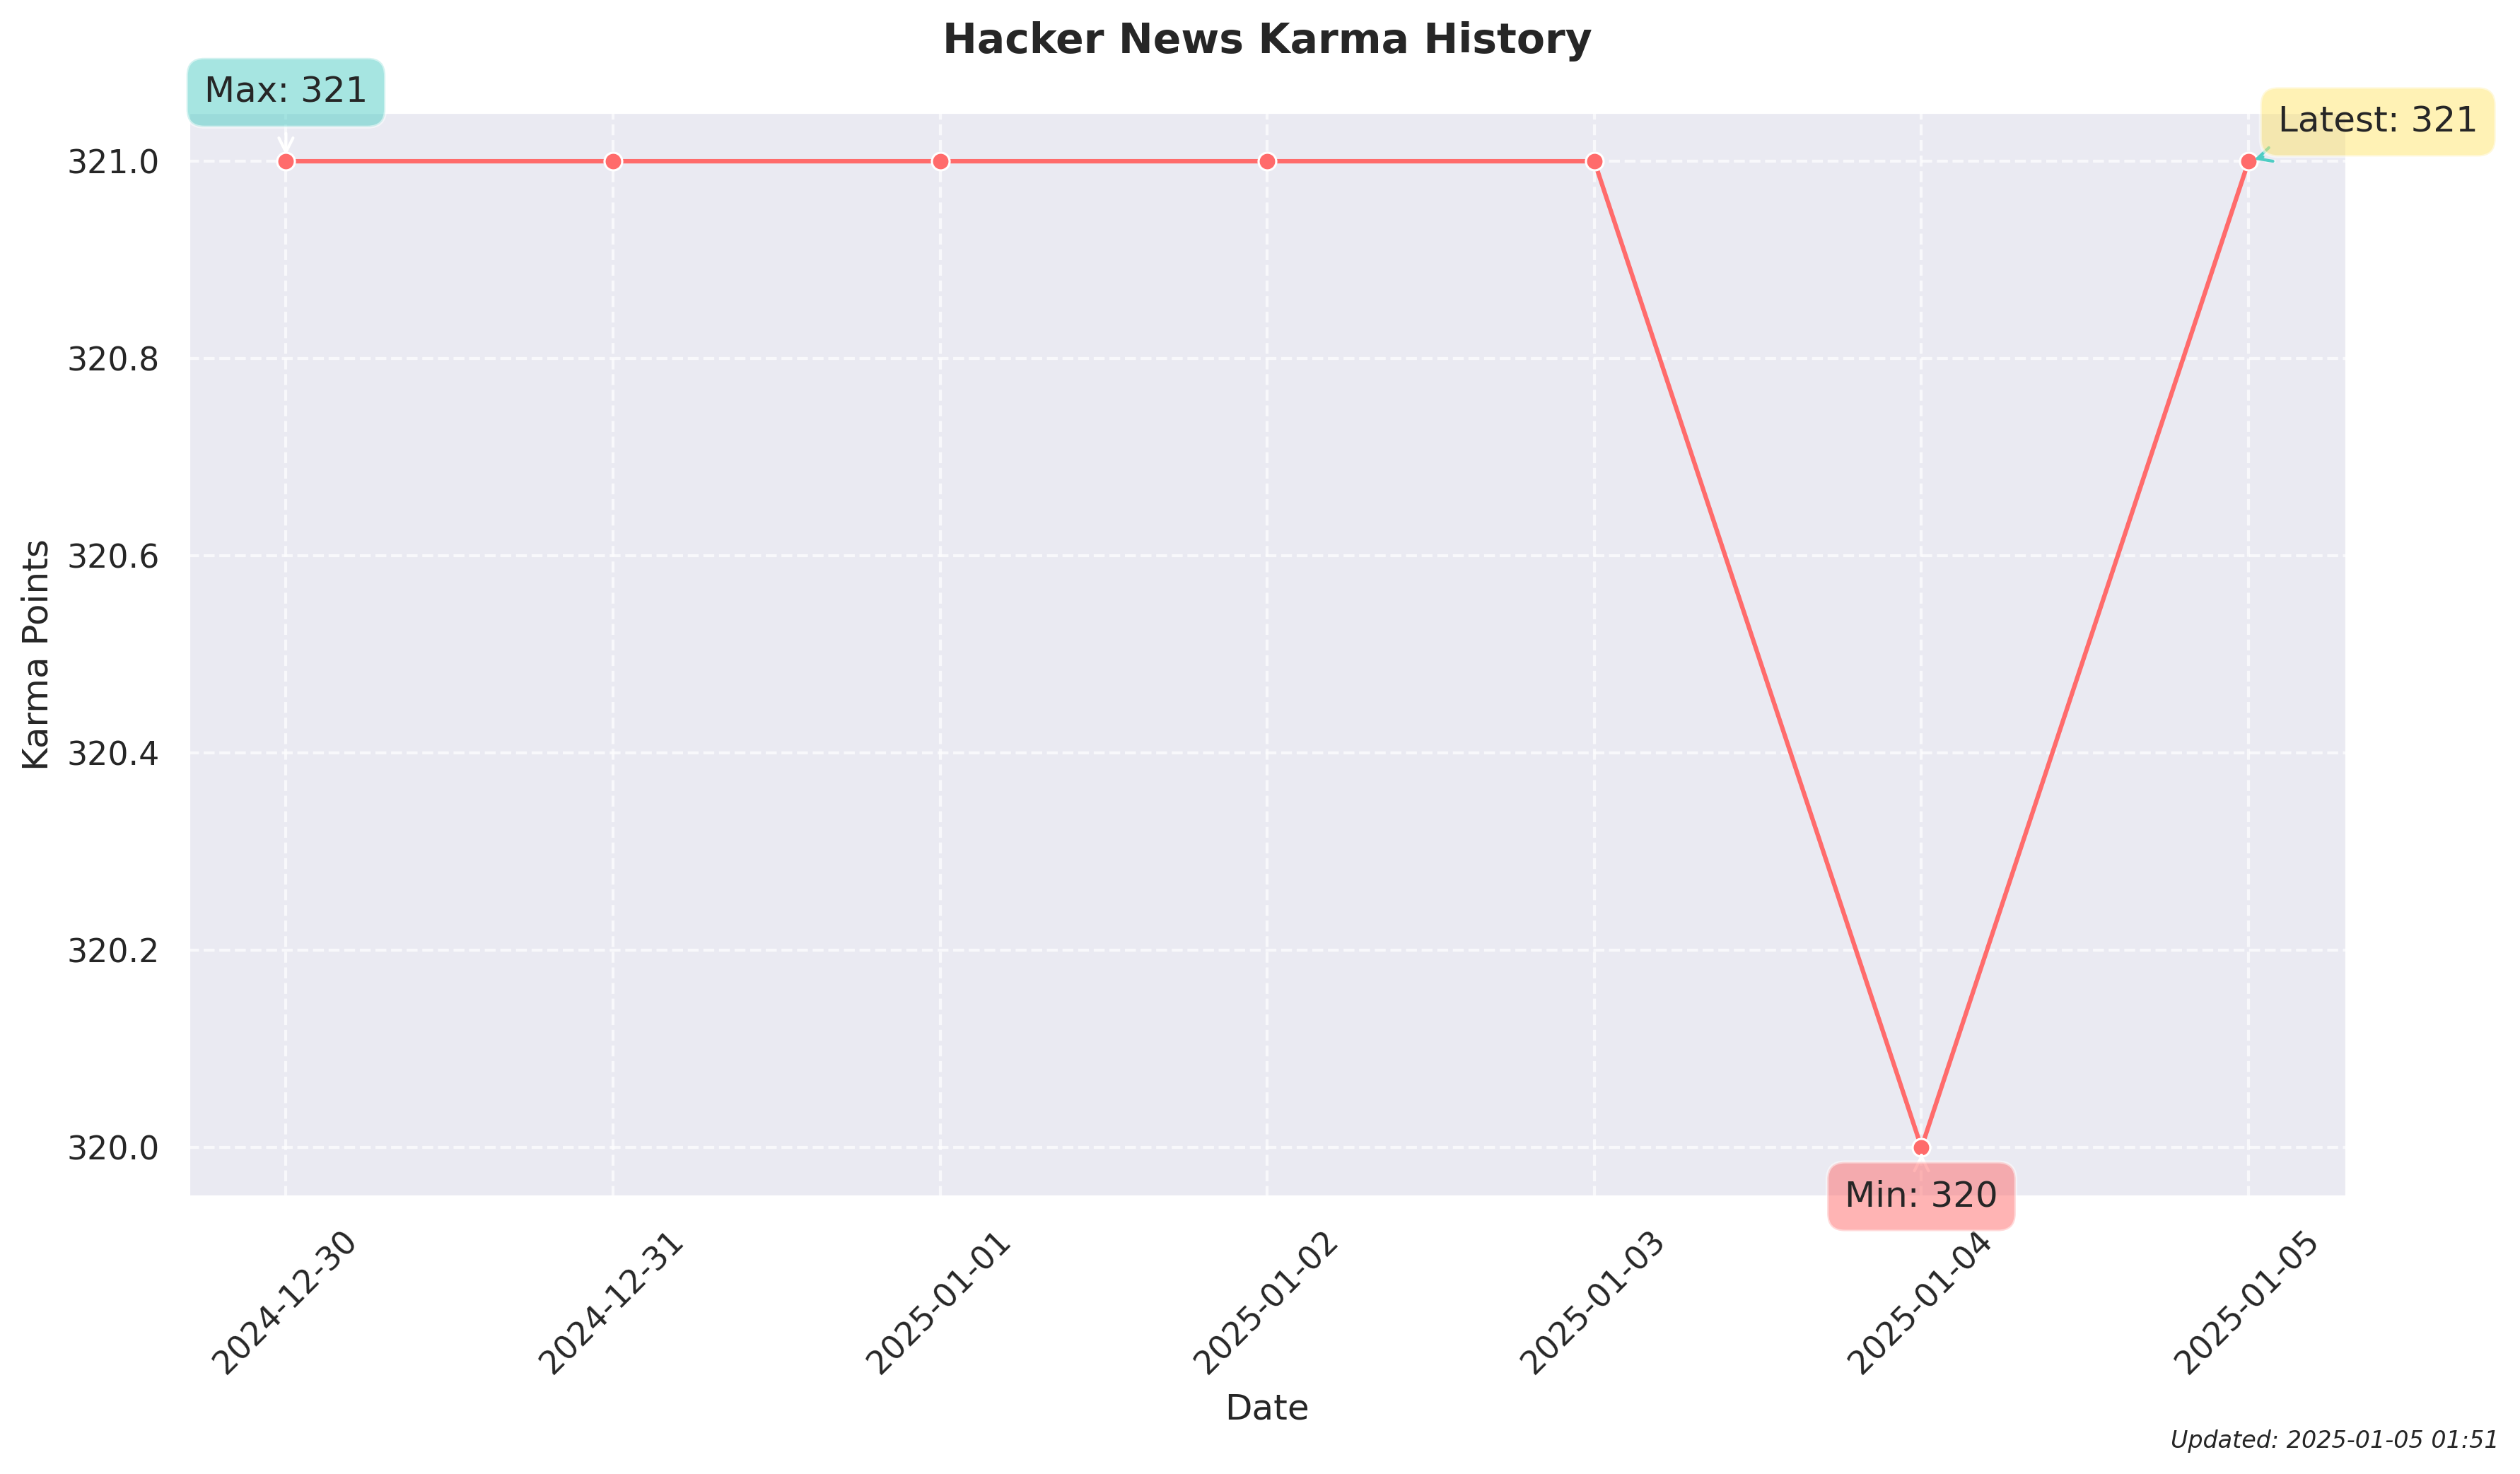 Hacker News Karma History
Max: 321
Latest: 321
321.0
320.8
320.6
320.4
320.2
320.0
Karma Points
Min: 320
2024-12-30
2024-12-31
2025-01-01
2025-01-02
2025-01-03
2025-01-04
2025-01-05
Date
Updated: 2025-01-05 01:51